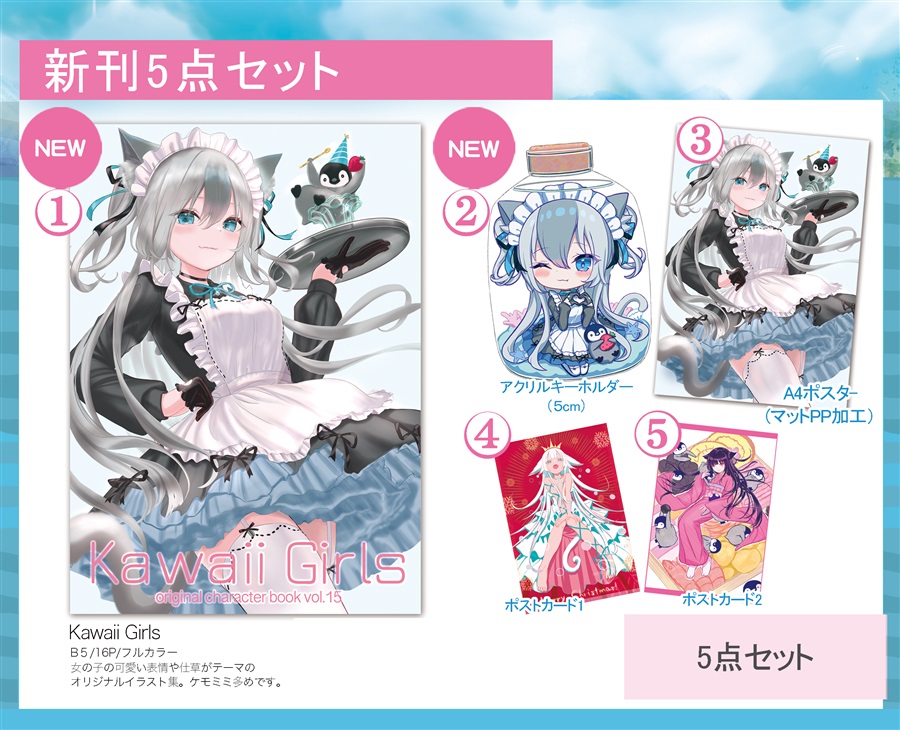 新刊5点セット
NEW
1
Kawaii Girls
original character book vol.15
Kawaii Girls
B5/16P/フルカラー
女の子の可愛い表情や仕草がテーマの
オリジナルイラスト集。ケモミミ多めです。
NEW
2
アクリルキーホルダー
(5cm)
3
A4ポスター
(マットPP加工)
4
ポストカード1
5
ポストカード2
5点セット